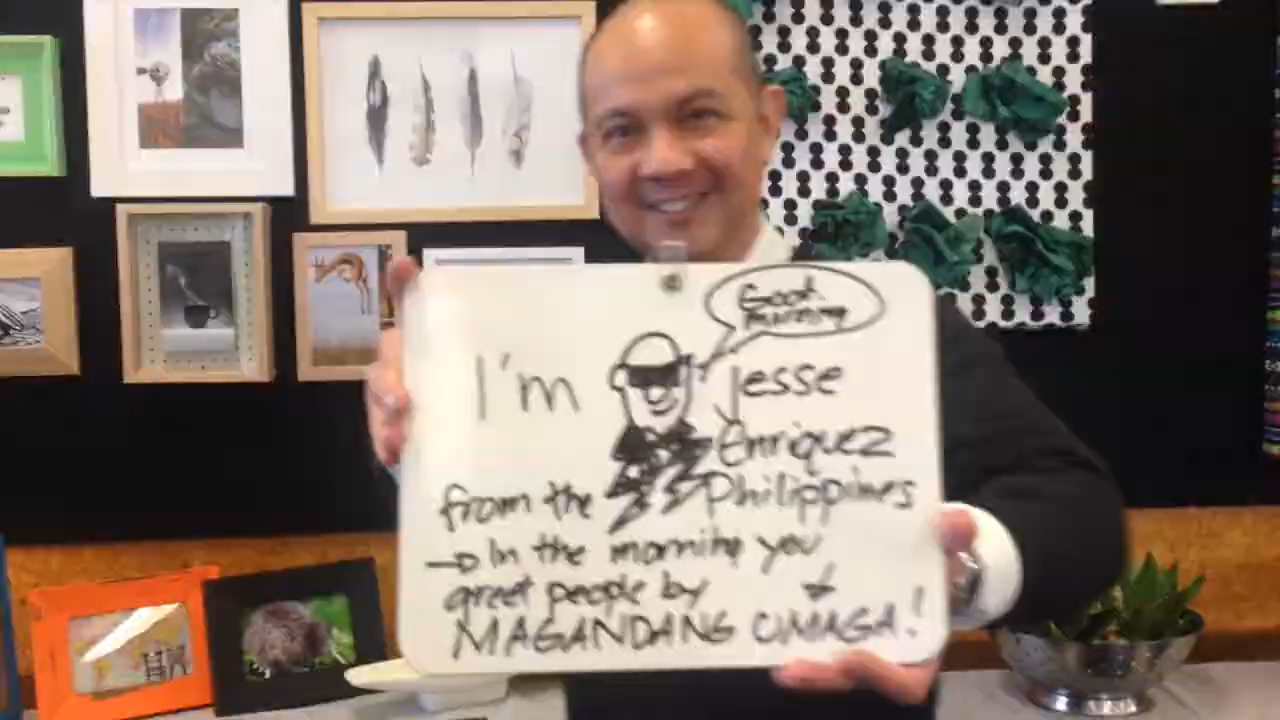 Good
morning
I'm Jesse
Enriquez
from the Philippines
→ In the morning you
greet people by
MAGANDANG UMAGA!